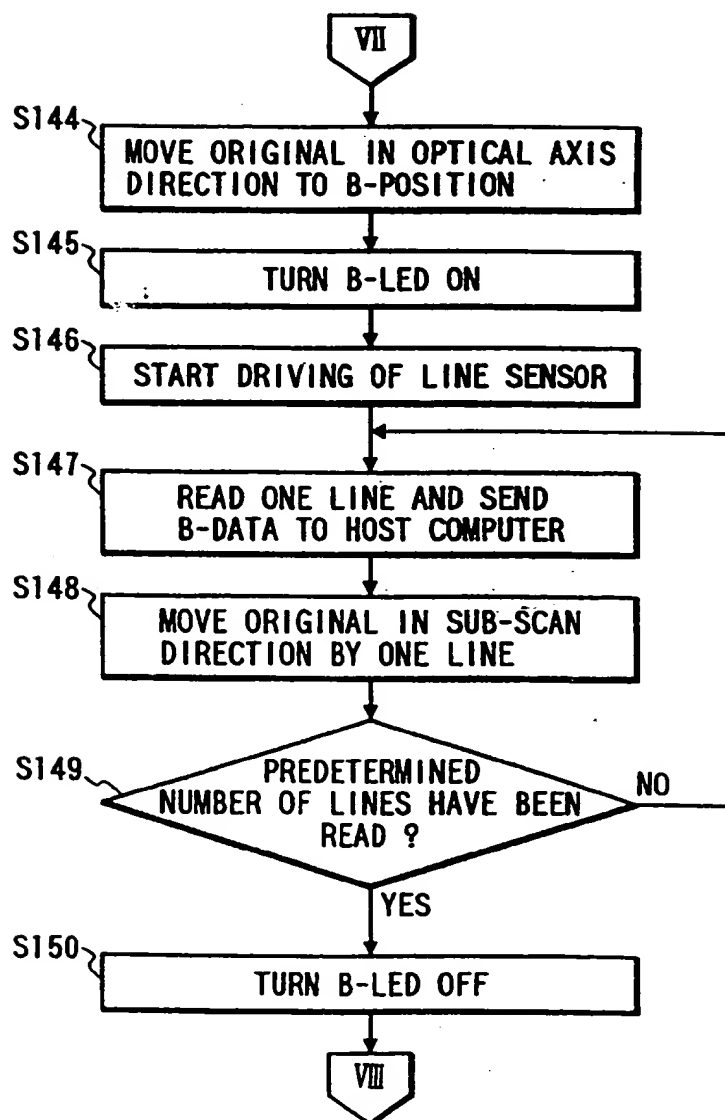 VII
S144
MOVE ORIGINAL IN OPTICAL AXIS
DIRECTION TO B-POSITION
S145
TURN B-LED ON
S146
START DRIVING OF LINE SENSOR
S147
READ ONE LINE AND SEND
B-DATA TO HOST COMPUTER
S148
MOVE ORIGINAL IN SUB-SCAN
DIRECTION BY ONE LINE
S149
PREDETERMINED
NUMBER OF LINES HAVE BEEN
READ ?
NO
YES
S150
TURN B-LED OFF
VIII